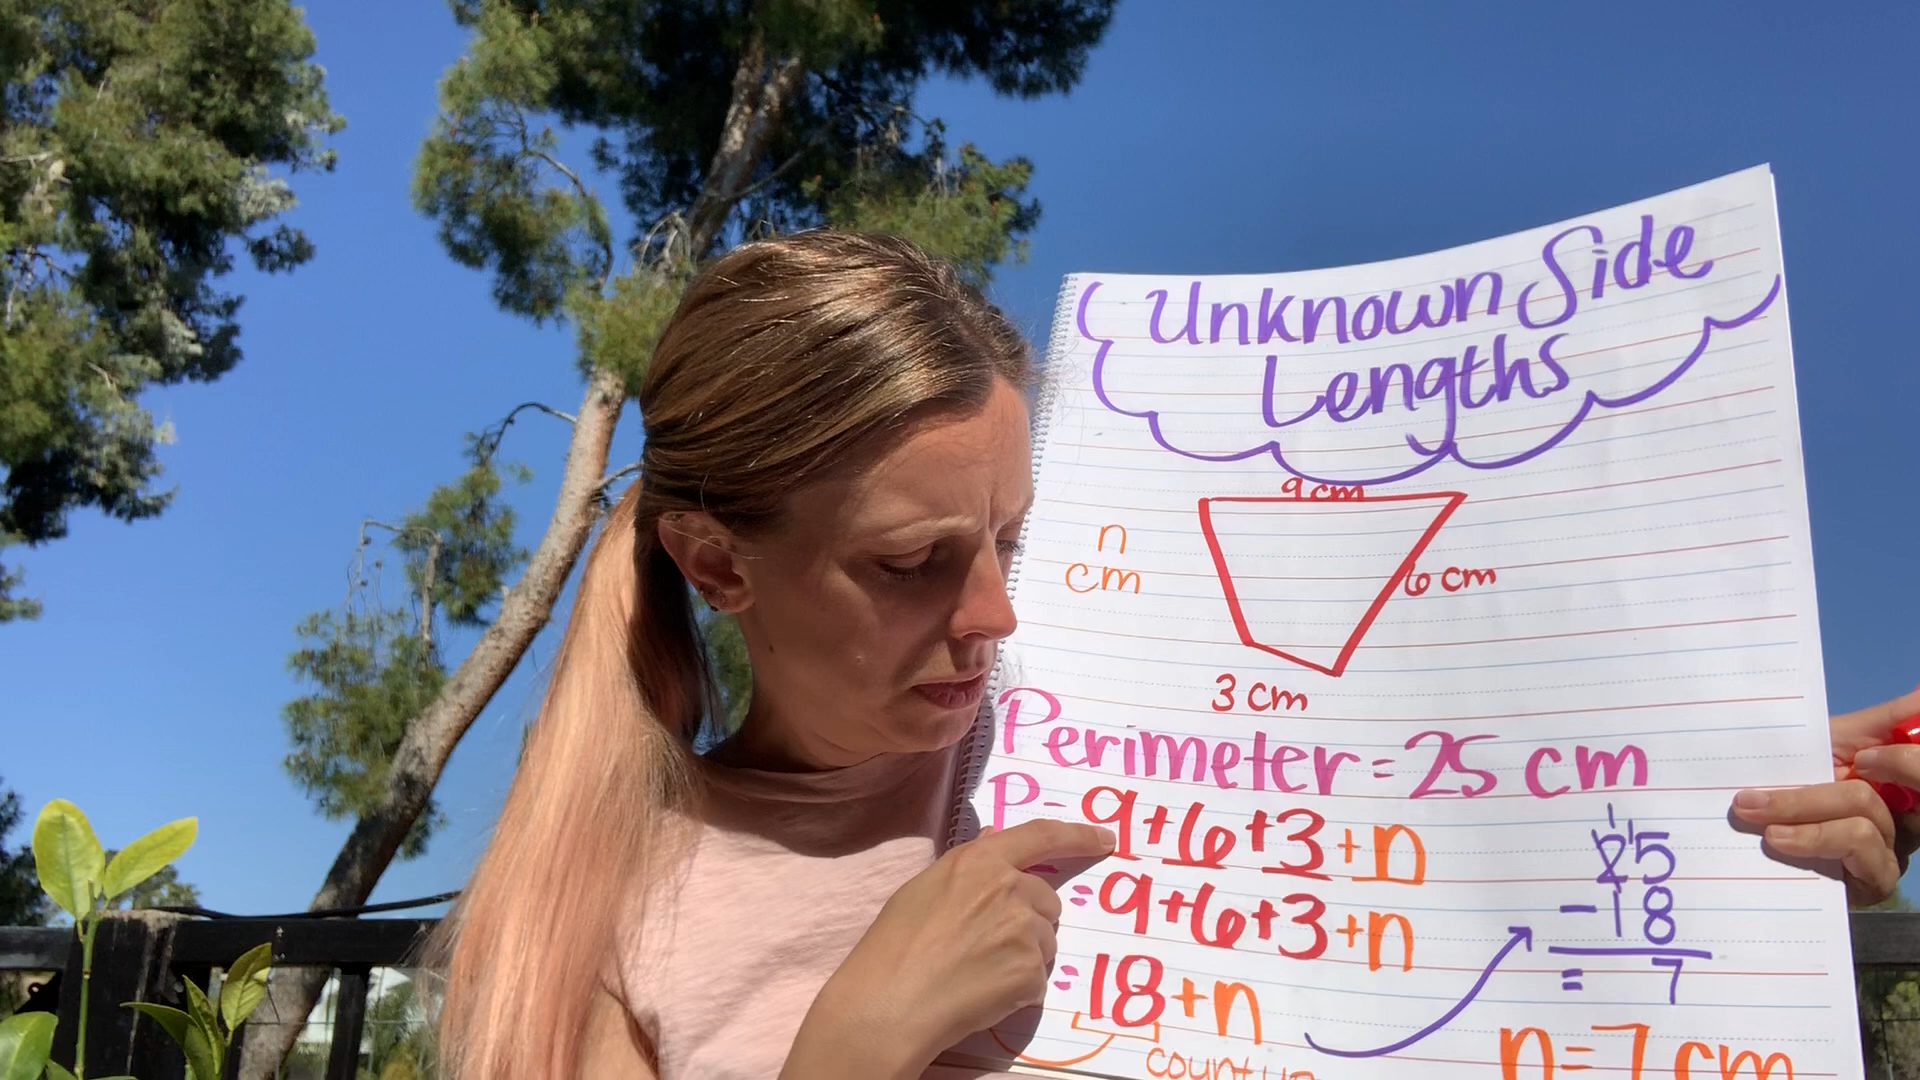 Unknown Side
Lengths
9 cm
n
cm
6 cm
3 cm
Perimeter = 25 cm
P = 9+6+3+n
= 9+6+3+n
= 18+n
25
- 18
= 7
n = 7 cm